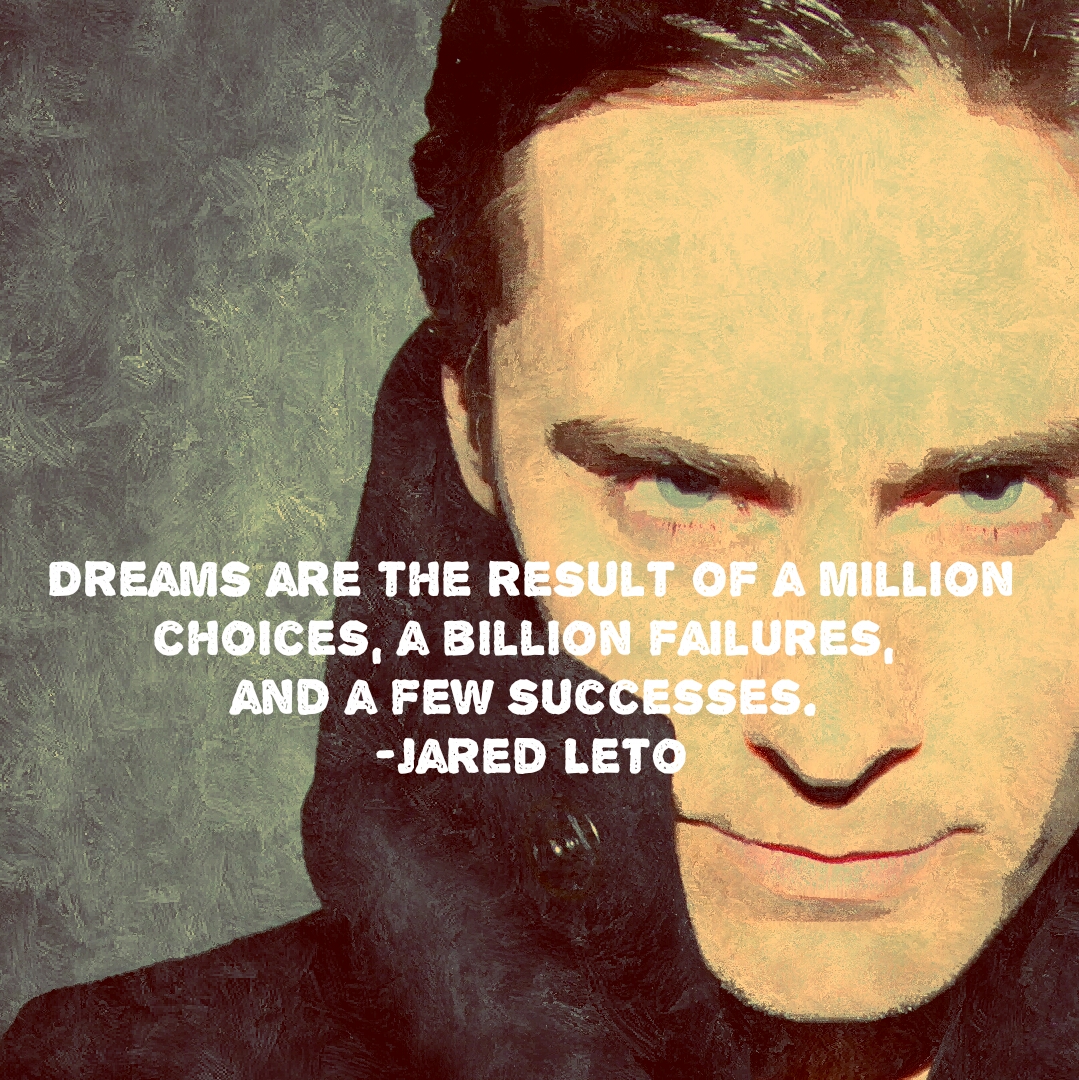 DREAMS ARE THE RESULT OF A MILLION
CHOICES, A BILLION FAILURES,
AND A FEW SUCCESSES.
-JARED LETO